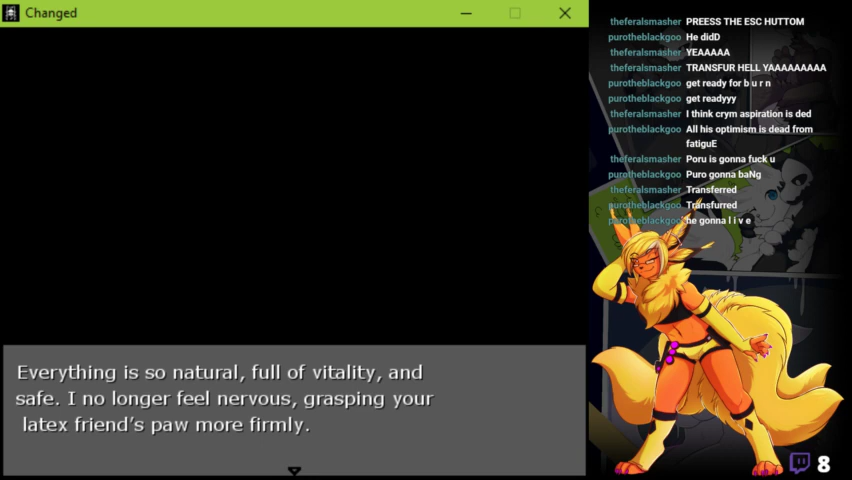 Changed
theferalsmasher PREESS THE ESC HUTTOM
purotheblackgoo He didD
theferalsmasher YEAAAAA
theferalsmasher TRANSFUR HELL YAAAAAAAAA
purotheblackgoo get ready for b u r n
purotheblackgoo get readyyy
theferalsmasher I think crym aspiration is ded
purotheblackgoo All his optimism is dead from
fatiguE
theferalsmasher Poru is gonna fuck u
purotheblackgoo Puro gonna baNg
theferalsmasher Transferred
purotheblackgoo Transfurred
purotheblackgoo he gonna l i v e
Everything is so natural, full of vitality, and
safe. I no longer feel nervous, grasping your
latex friend's paw more firmly.
8